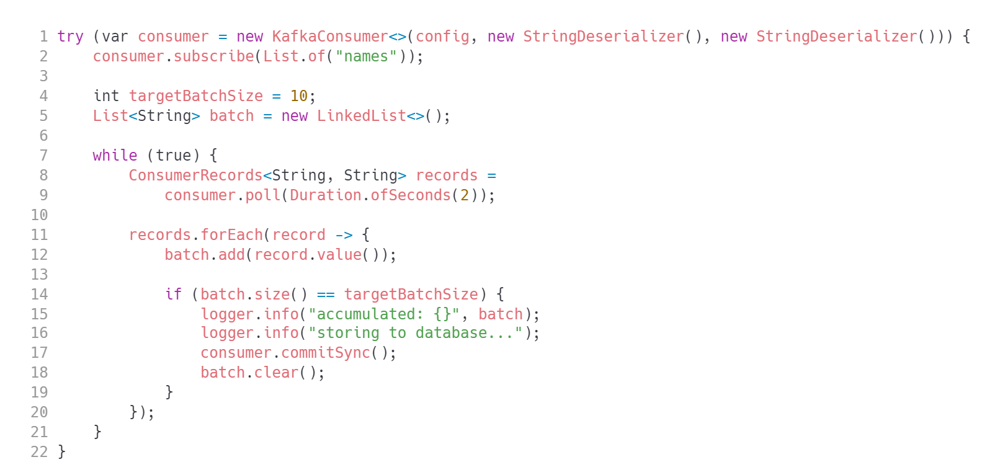 1 try (var consumer = new KafkaConsumer<>(config, new StringDeserializer(), new StringDeserializer())) {
2     consumer.subscribe(List.of("names"));
3
4     int targetBatchSize = 10;
5     List<String> batch = new LinkedList<>();
6
7     while (true) {
8         ConsumerRecords<String, String> records =
9             consumer.poll(Duration.ofSeconds(2));
10
11         records.forEach(record -> {
12             batch.add(record.value());
13
14             if (batch.size() == targetBatchSize) {
15                 logger.info("accumulated: {}", batch);
16                 logger.info("storing to database...");
17                 consumer.commitSync();
18                 batch.clear();
19             }
20         });
21     }
22 }